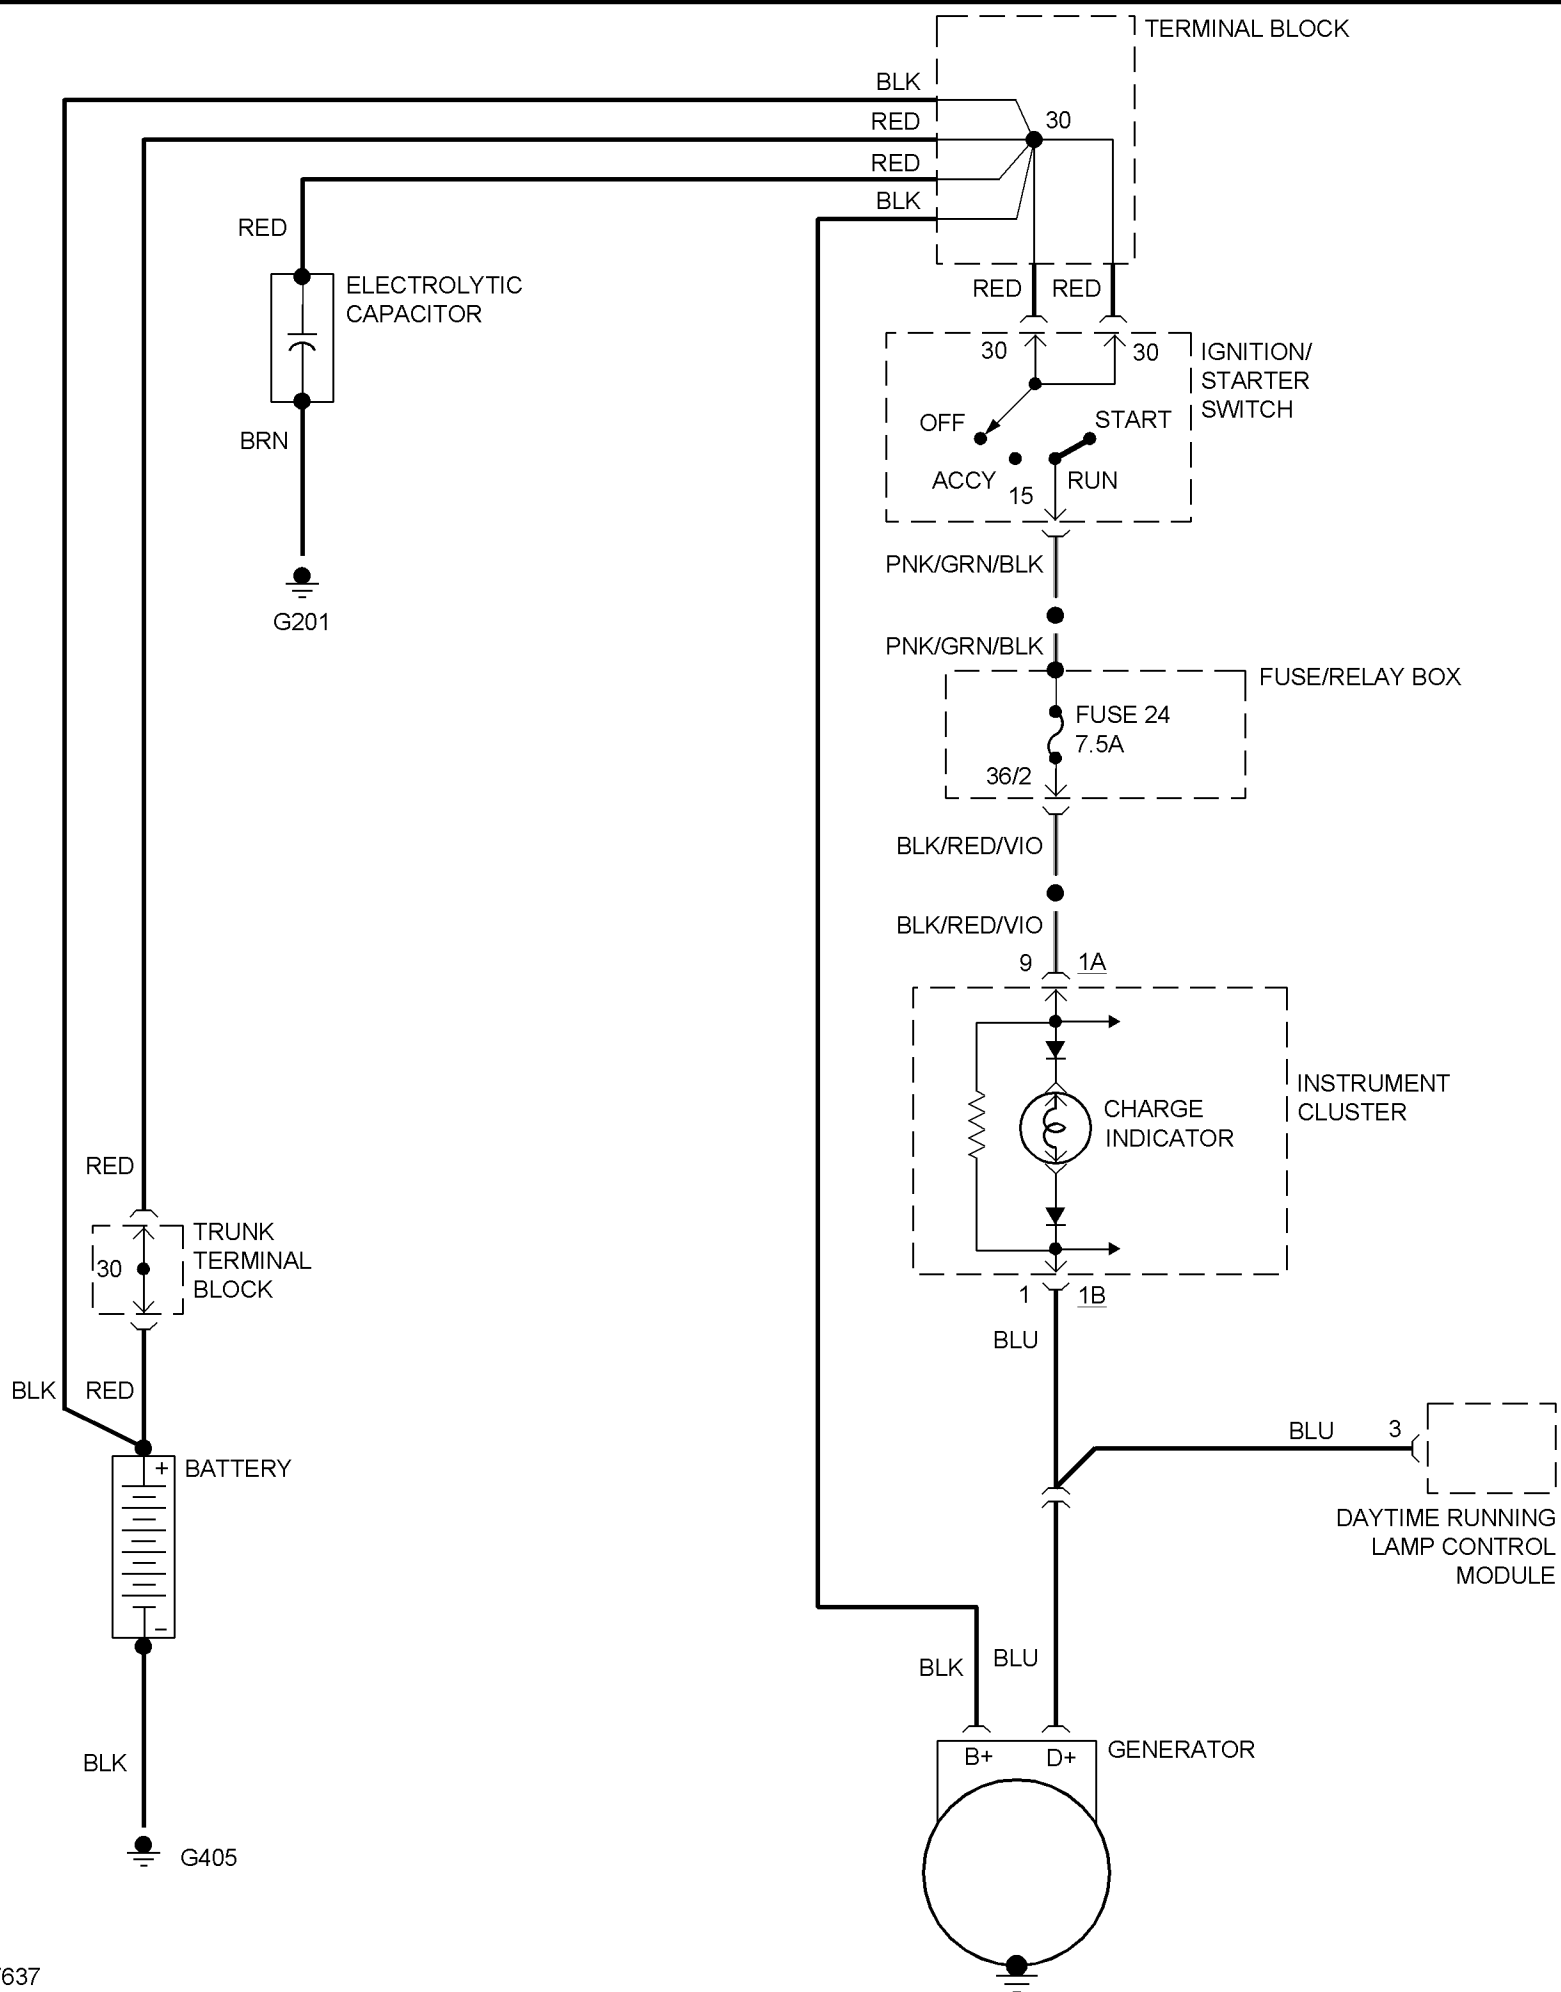 TERMINAL BLOCK
BLK
RED
30
RED
BLK
RED
ELECTROLYTIC
CAPACITOR
BRN
G201
RED RED
30 30
IGNITION/
STARTER
SWITCH
OFF START
ACCY 15 RUN
PNK/GRN/BLK
PNK/GRN/BLK
FUSE/RELAY BOX
FUSE 24
7.5A
36/2
BLK/RED/VIO
BLK/RED/VIO
9 1A
CHARGE
INDICATOR
INSTRUMENT
CLUSTER
1 1B
BLU
RED
TRUNK
TERMINAL
BLOCK
30
BLK RED
+ BATTERY
–
BLK
G405
BLU 3
DAYTIME RUNNING
LAMP CONTROL
MODULE
BLK BLU
B+ D+ GENERATOR
637